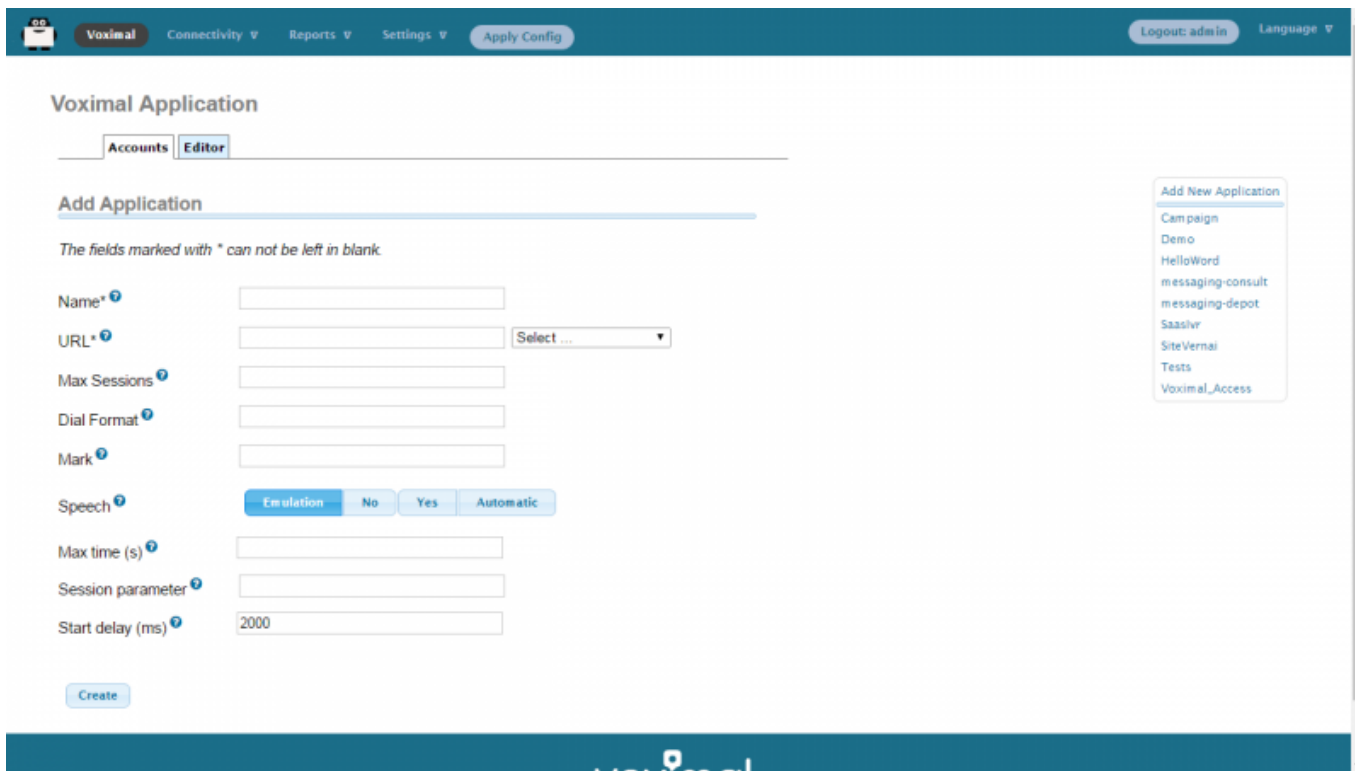 Voximal Connectivity ▽ Reports ▽ Settings ▽ Apply Config Logout: admin Language ▽
Voximal Application
Accounts Editor
Add Application
The fields marked with * can not be left in blank.
Name* ?
URL* ? Select ... ▼
Max Sessions ?
Dial Format ?
Mark ?
Speech ? Emulation No Yes Automatic
Max time (s) ?
Session parameter ?
Start delay (ms) ? 2000
Create
Add New Application
Campaign
Demo
HelloWord
messaging-consult
messaging-depot
SaasIvr
SiteVernai
Tests
Voximal_Access
voximal